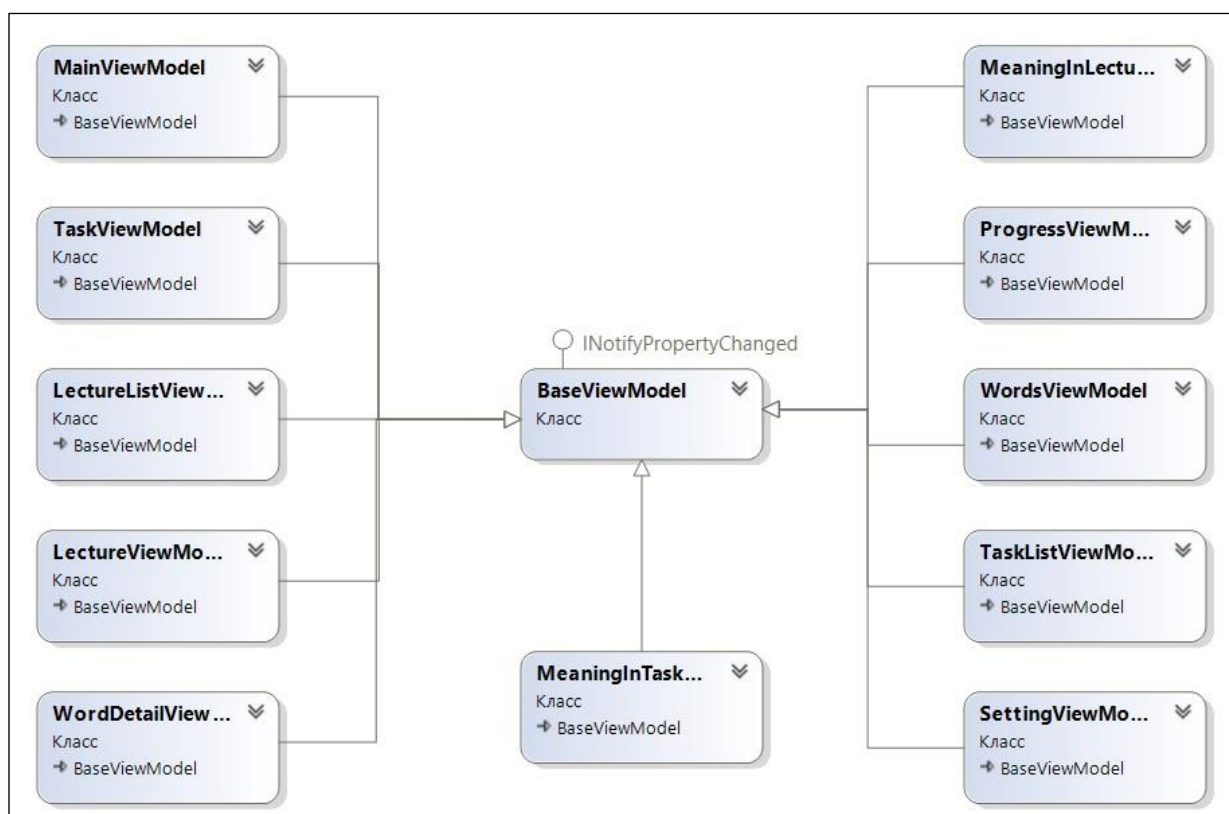 MainViewModel
Класс
BaseViewModel
TaskViewModel
Класс
BaseViewModel
LectureListView...
Класс
BaseViewModel
LectureViewMo...
Класс
BaseViewModel
WordDetailView...
Класс
BaseViewModel
INotifyPropertyChanged
BaseViewModel
Класс
MeaningInTask...
Класс
BaseViewModel
MeaningInLectu...
Класс
BaseViewModel
ProgressViewM...
Класс
BaseViewModel
WordsViewModel
Класс
BaseViewModel
TaskListViewMo...
Класс
BaseViewModel
SettingViewMo...
Класс
BaseViewModel